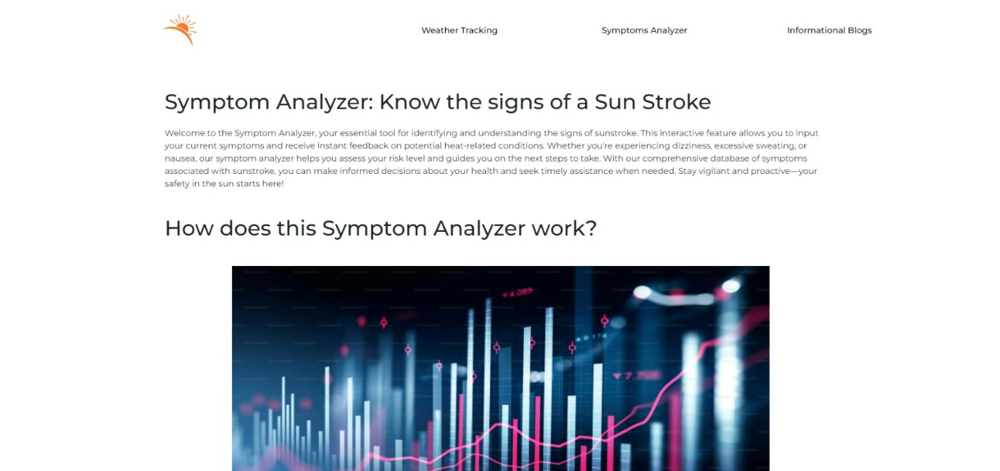 Weather Tracking
Symptoms Analyzer
Informational Blogs
Symptom Analyzer: Know the signs of a Sun Stroke
Welcome to the Symptom Analyzer, your essential tool for identifying and understanding the signs of sunstroke. This interactive feature allows you to input
your current symptoms and receive instant feedback on potential heat-related conditions. Whether you're experiencing dizziness, excessive sweating, or
nausea, our symptom analyzer helps you assess your risk level and guides you on the next steps to take. With our comprehensive database of symptoms
associated with sunstroke, you can make informed decisions about your health and seek timely assistance when needed. Stay vigilant and proactive—your
safety in the sun starts here!
How does this Symptom Analyzer work?